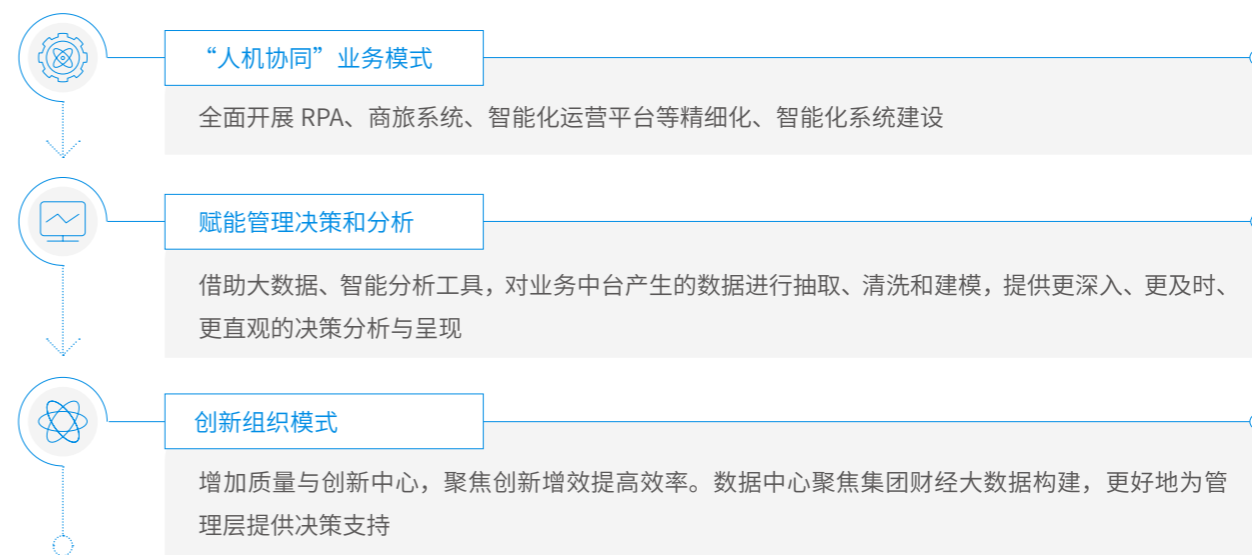 “人机协同”业务模式
全面开展 RPA、商旅系统、智能化运营平台等精细化、智能化系统建设
赋能管理决策和分析
借助大数据、智能分析工具，对业务中台产生的数据进行抽取、清洗和建模，提供更深入、更及时、
更直观的决策分析与呈现
创新组织模式
增加质量与创新中心，聚焦创新增效提高效率。数据中心聚焦集团财经大数据构建，更好地为管
理层提供决策支持